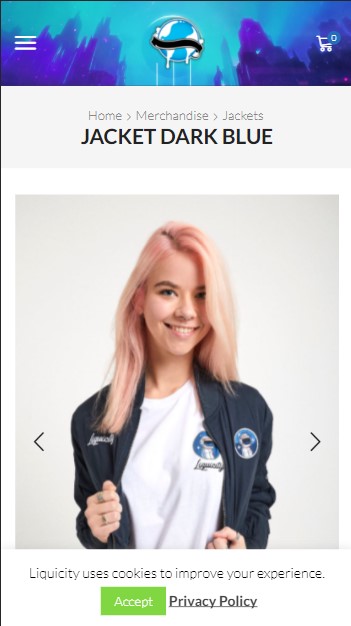 0
Home > Merchandise > Jackets
JACKET DARK BLUE
Liquicity
Liquicity
Liquicity uses cookies to improve your experience.
Accept Privacy Policy